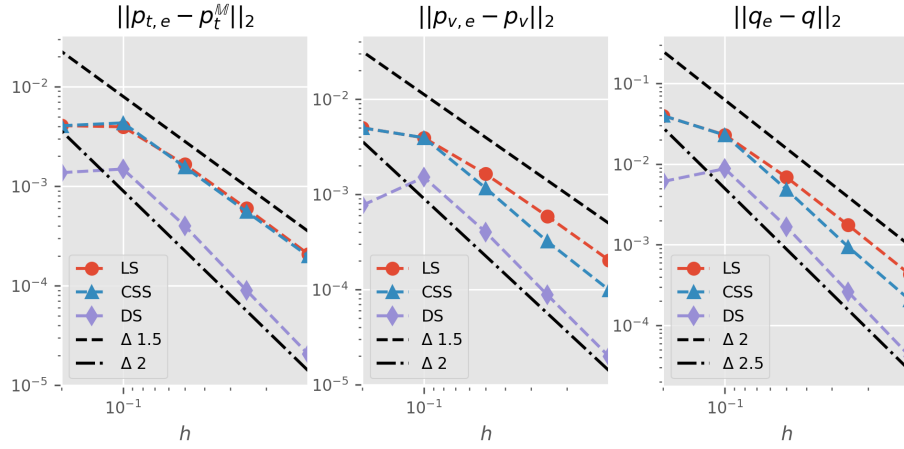 ||p_{t,e} − p_t^𝕄||_2
10^{-2}
10^{-3}
10^{-4}
10^{-5}
LS
CSS
DS
Δ 1.5
Δ 2
10^{-1}
h
||p_{v,e} − p_v||_2
10^{-2}
10^{-3}
10^{-4}
10^{-5}
LS
CSS
DS
Δ 1.5
Δ 2
10^{-1}
h
||q_e − q||_2
10^{-1}
10^{-2}
10^{-3}
10^{-4}
LS
CSS
DS
Δ 2
Δ 2.5
10^{-1}
h